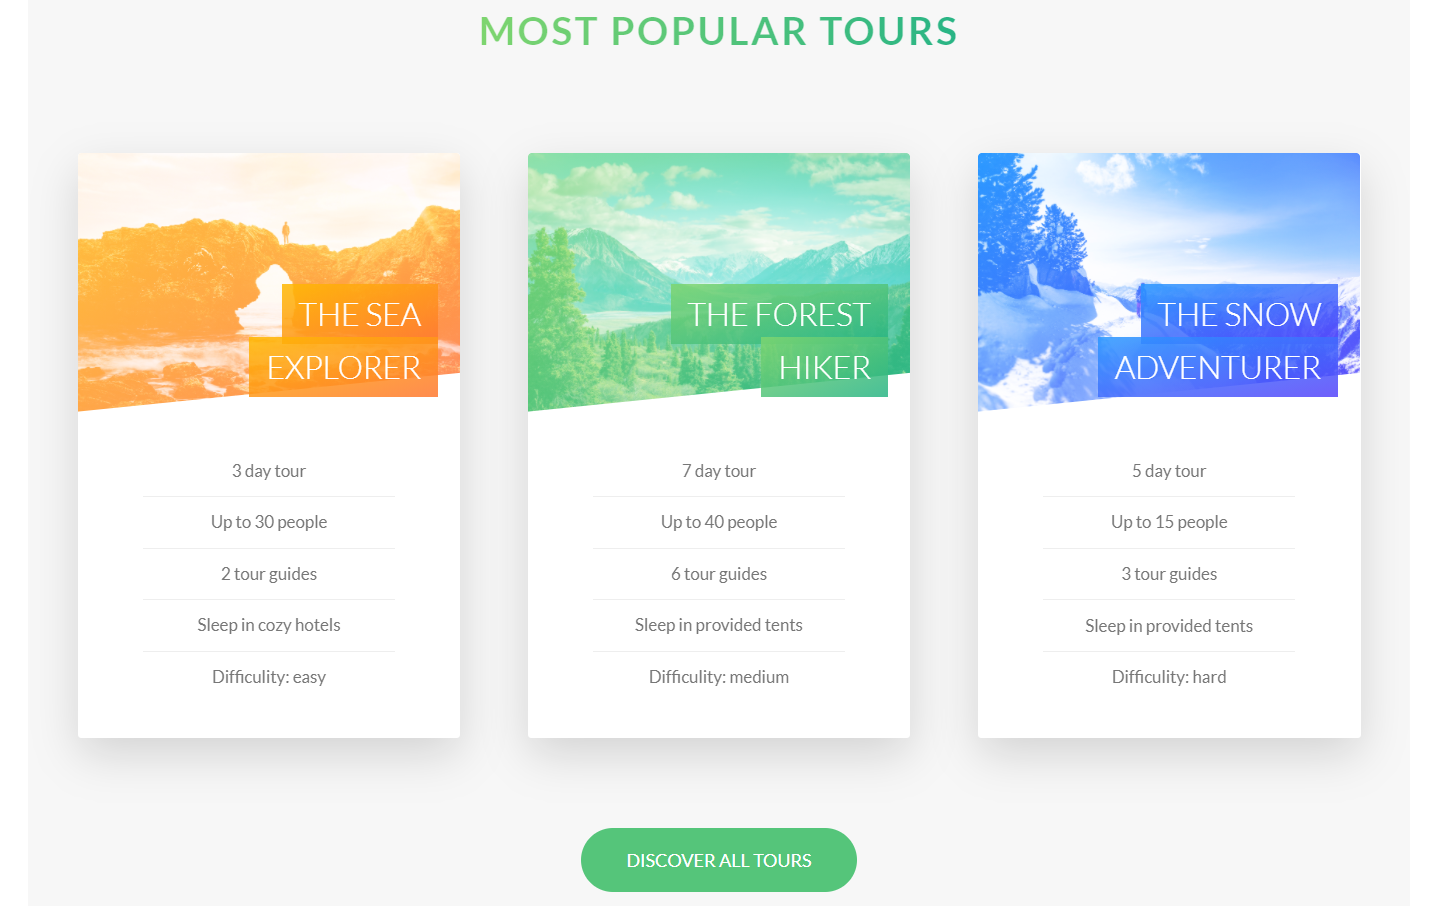 MOST POPULAR TOURS
THE SEA
EXPLORER
3 day tour
Up to 30 people
2 tour guides
Sleep in cozy hotels
Difficulity: easy
THE FOREST
HIKER
7 day tour
Up to 40 people
6 tour guides
Sleep in provided tents
Difficulity: medium
THE SNOW
ADVENTURER
5 day tour
Up to 15 people
3 tour guides
Sleep in provided tents
Difficulity: hard
DISCOVER ALL TOURS